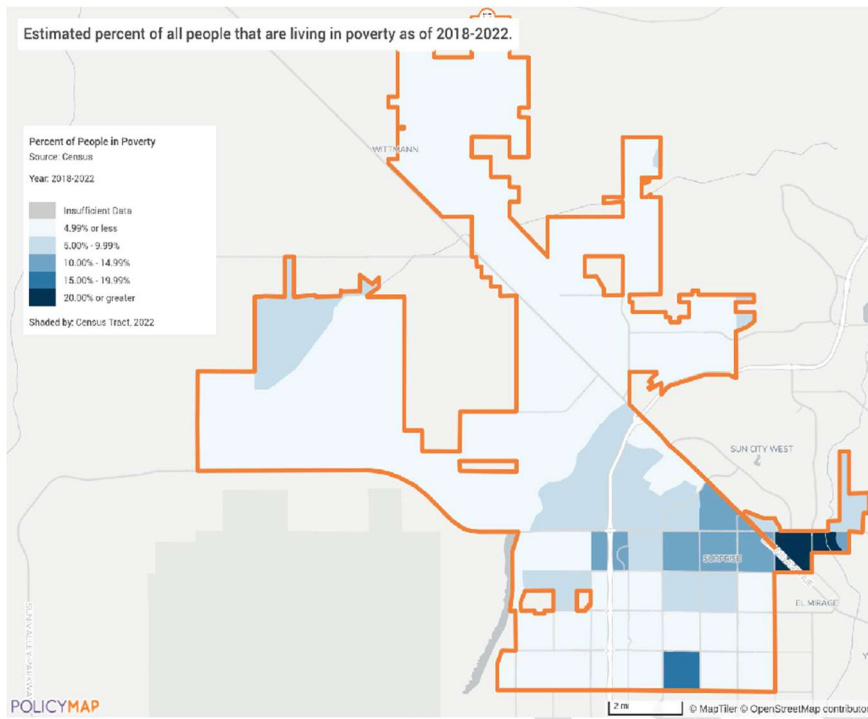 Estimated percent of all people that are living in poverty as of 2018-2022.
Percent of People in Poverty
Source: Census
Year: 2018-2022
Insufficient Data
4.99% or less
5.00% - 9.99%
10.00% - 14.99%
15.00% - 19.99%
20.00% or greater
Shaded by: Census Tract, 2022
WITTMANN
SUN CITY WEST
SURPRISE
EL MIRAGE
SUN VALLEY PARKWAY
Y
POLICYMAP
2 mi
© MapTiler © OpenStreetMap contributor